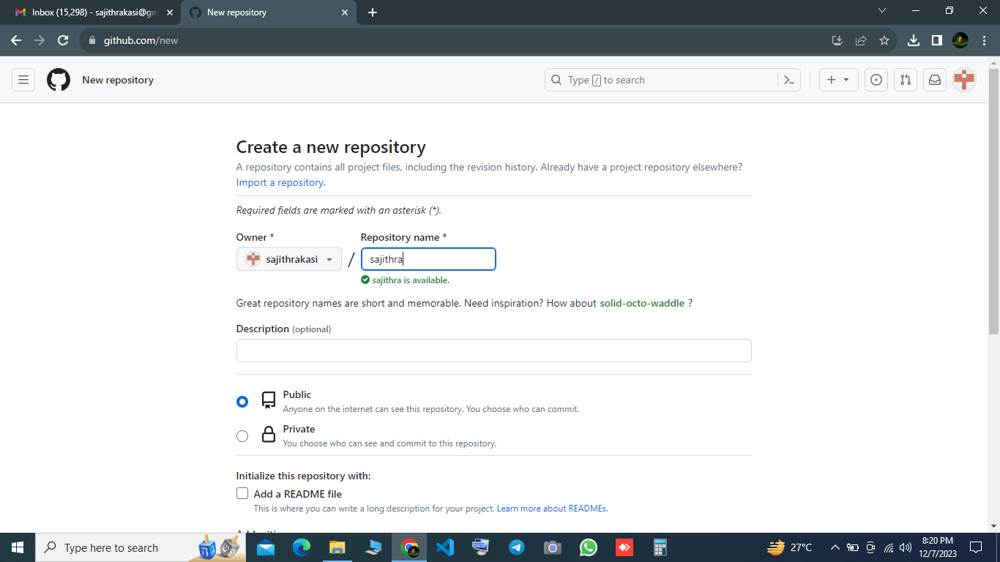 Inbox (15,298) - sajithrakasi@gm
New repository
github.com/new
New repository
Type / to search
Create a new repository
A repository contains all project files, including the revision history. Already have a project repository elsewhere?
Import a repository.
Required fields are marked with an asterisk (*).
Owner *
Repository name *
sajithrakasi
/
sajithra
sajithra is available.
Great repository names are short and memorable. Need inspiration? How about solid-octo-waddle ?
Description (optional)
Public
Anyone on the internet can see this repository. You choose who can commit.
Private
You choose who can see and commit to this repository.
Initialize this repository with:
Add a README file
This is where you can write a long description for your project. Learn more about READMEs.
Type here to search
27°C
8:20 PM
12/7/2023